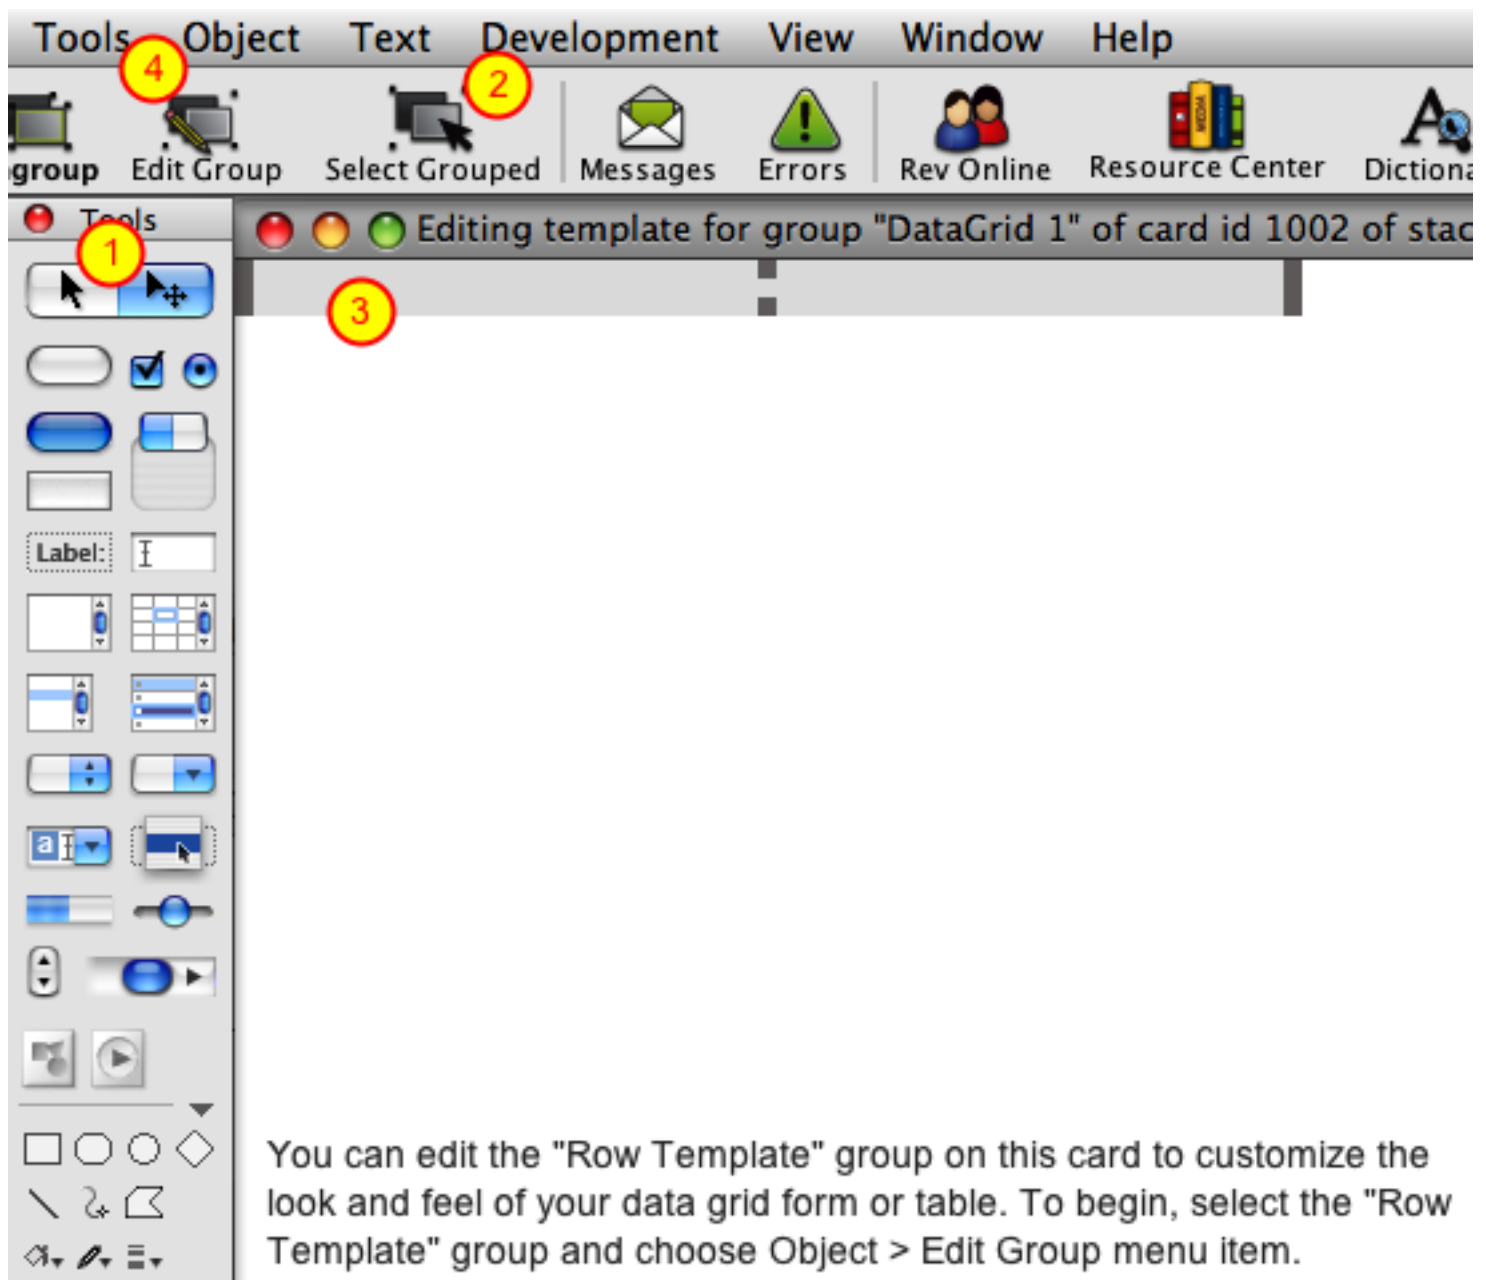 Tools Object Text Development View Window Help
4 2
group Edit Group Select Grouped Messages Errors Rev Online Resource Center Dictiona
Tools
Editing template for group "DataGrid 1" of card id 1002 of stac
1
3
Label:
a
You can edit the "Row Template" group on this card to customize the
look and feel of your data grid form or table. To begin, select the "Row
Template" group and choose Object > Edit Group menu item.